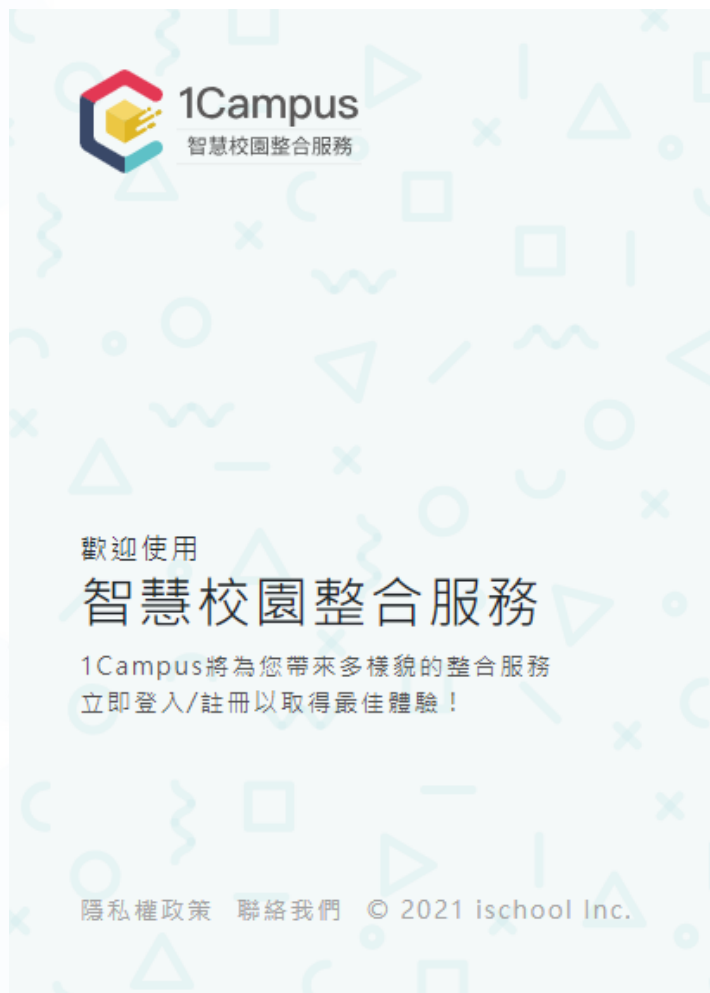 1Campus
智慧校園整合服務
歡迎使用
智慧校園整合服務
1Campus將為您帶來多樣貌的整合服務
立即登入/註冊以取得最佳體驗！
隱私權政策 聯絡我們 © 2021 ischool Inc.